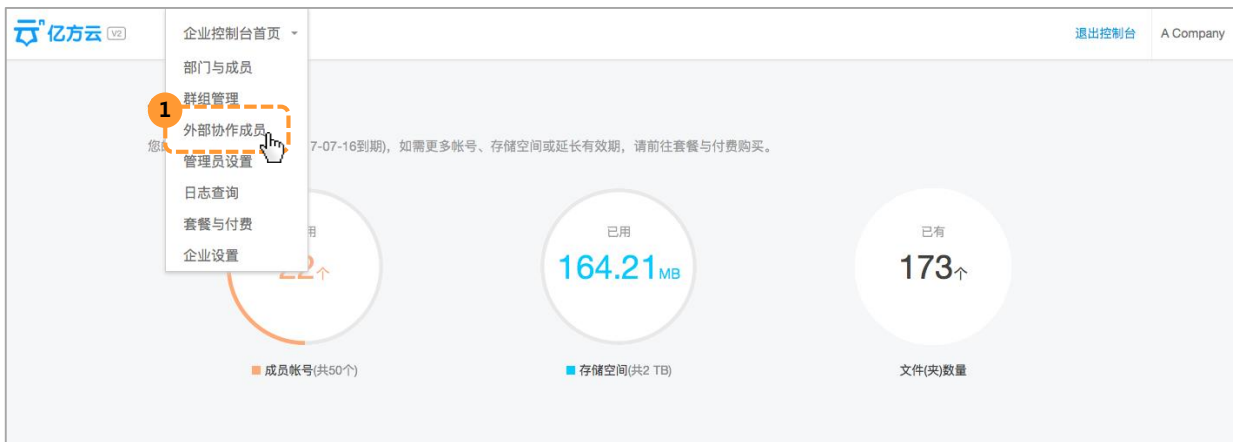 亿方云 V2 企业控制台首页 退出控制台 A Company
部门与成员
群组管理
1
外部协作成员
您 7-07-16到期)，如需更多帐号、存储空间或延长有效期，请前往套餐与付费购买。
管理员设置
日志查询
套餐与付费
企业设置
用
22个
已用
164.21MB
已有
173个
成员帐号(共50个)
存储空间(共2 TB)
文件(夹)数量